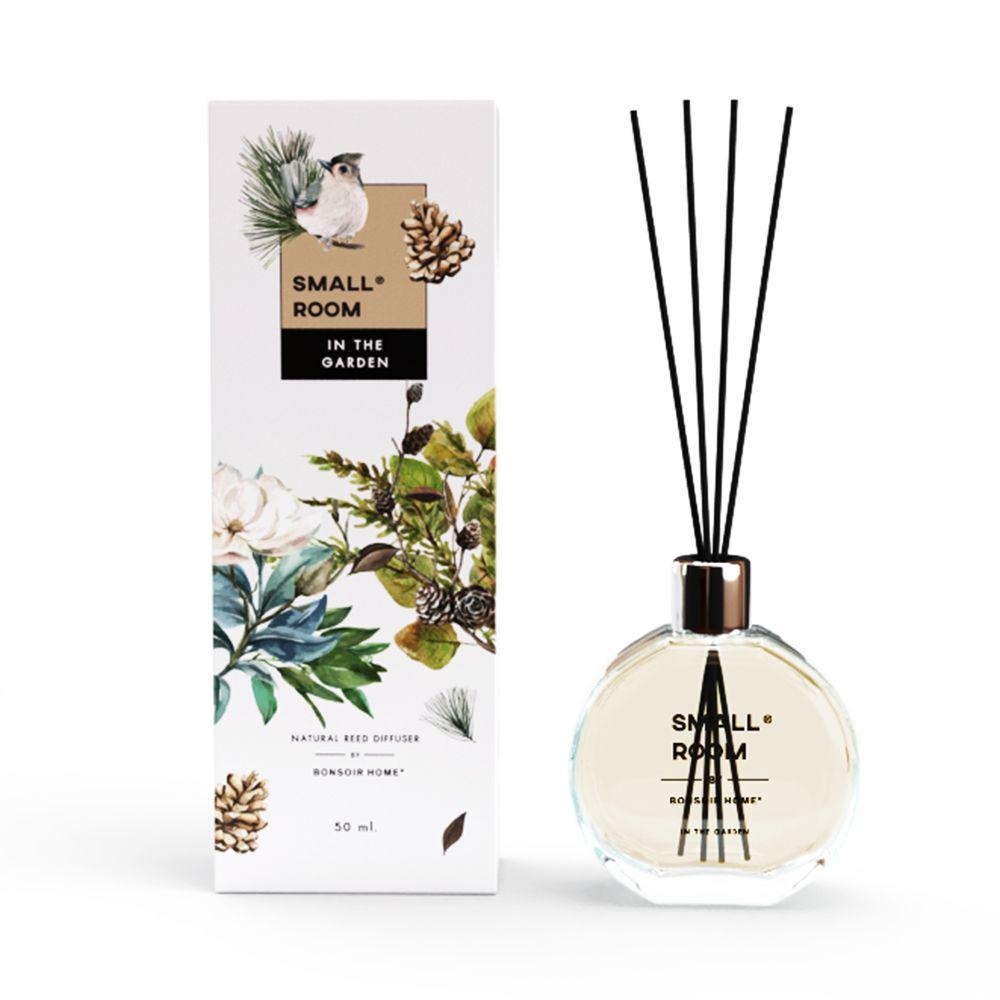 SMALL®
ROOM
IN THE
GARDEN
NATURAL REED DIFFUSER
BY
BONSOIR HOME®
50 ml.
SMALL®
ROOM
BY
BONSOIR HOME®
IN THE GARDEN